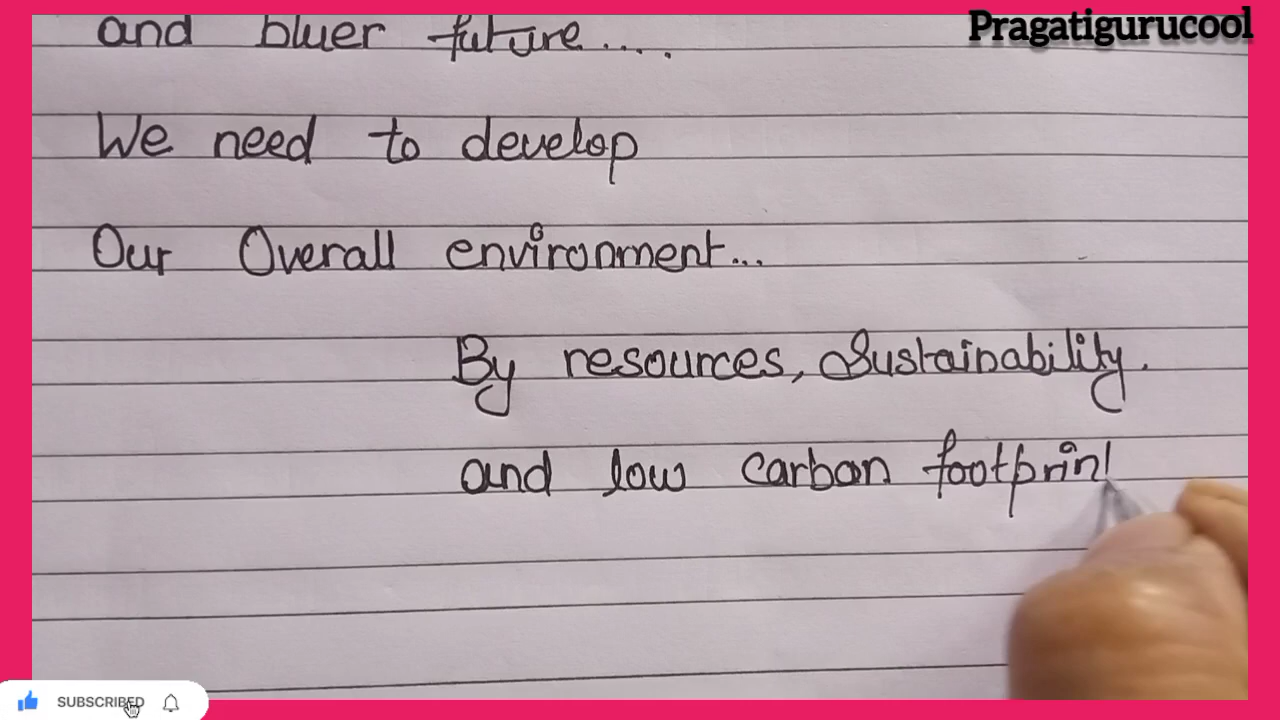 Pragatigurucool
and bluer future....
We need to develop
Our Overall environment...
By resources, Sustainability.
and low carbon footprint
SUBSCRIBED